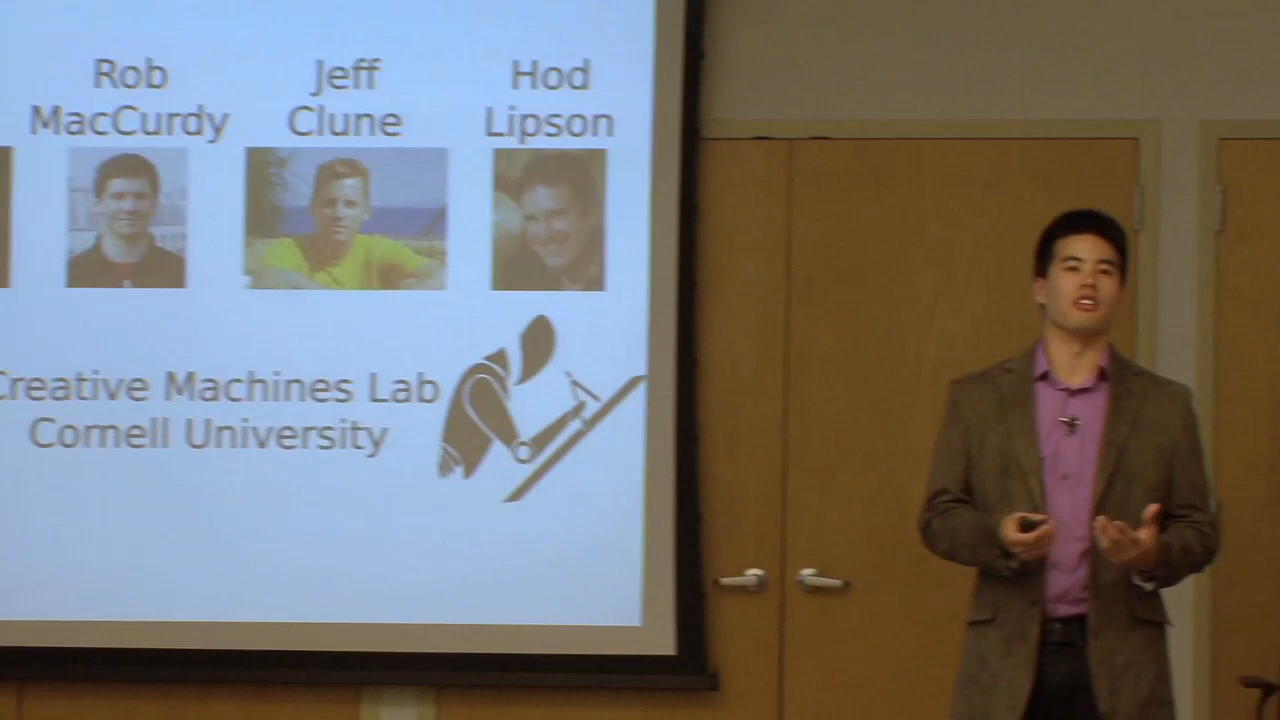 Rob
MacCurdy
Jeff
Clune
Hod
Lipson
Creative Machines Lab
Cornell University